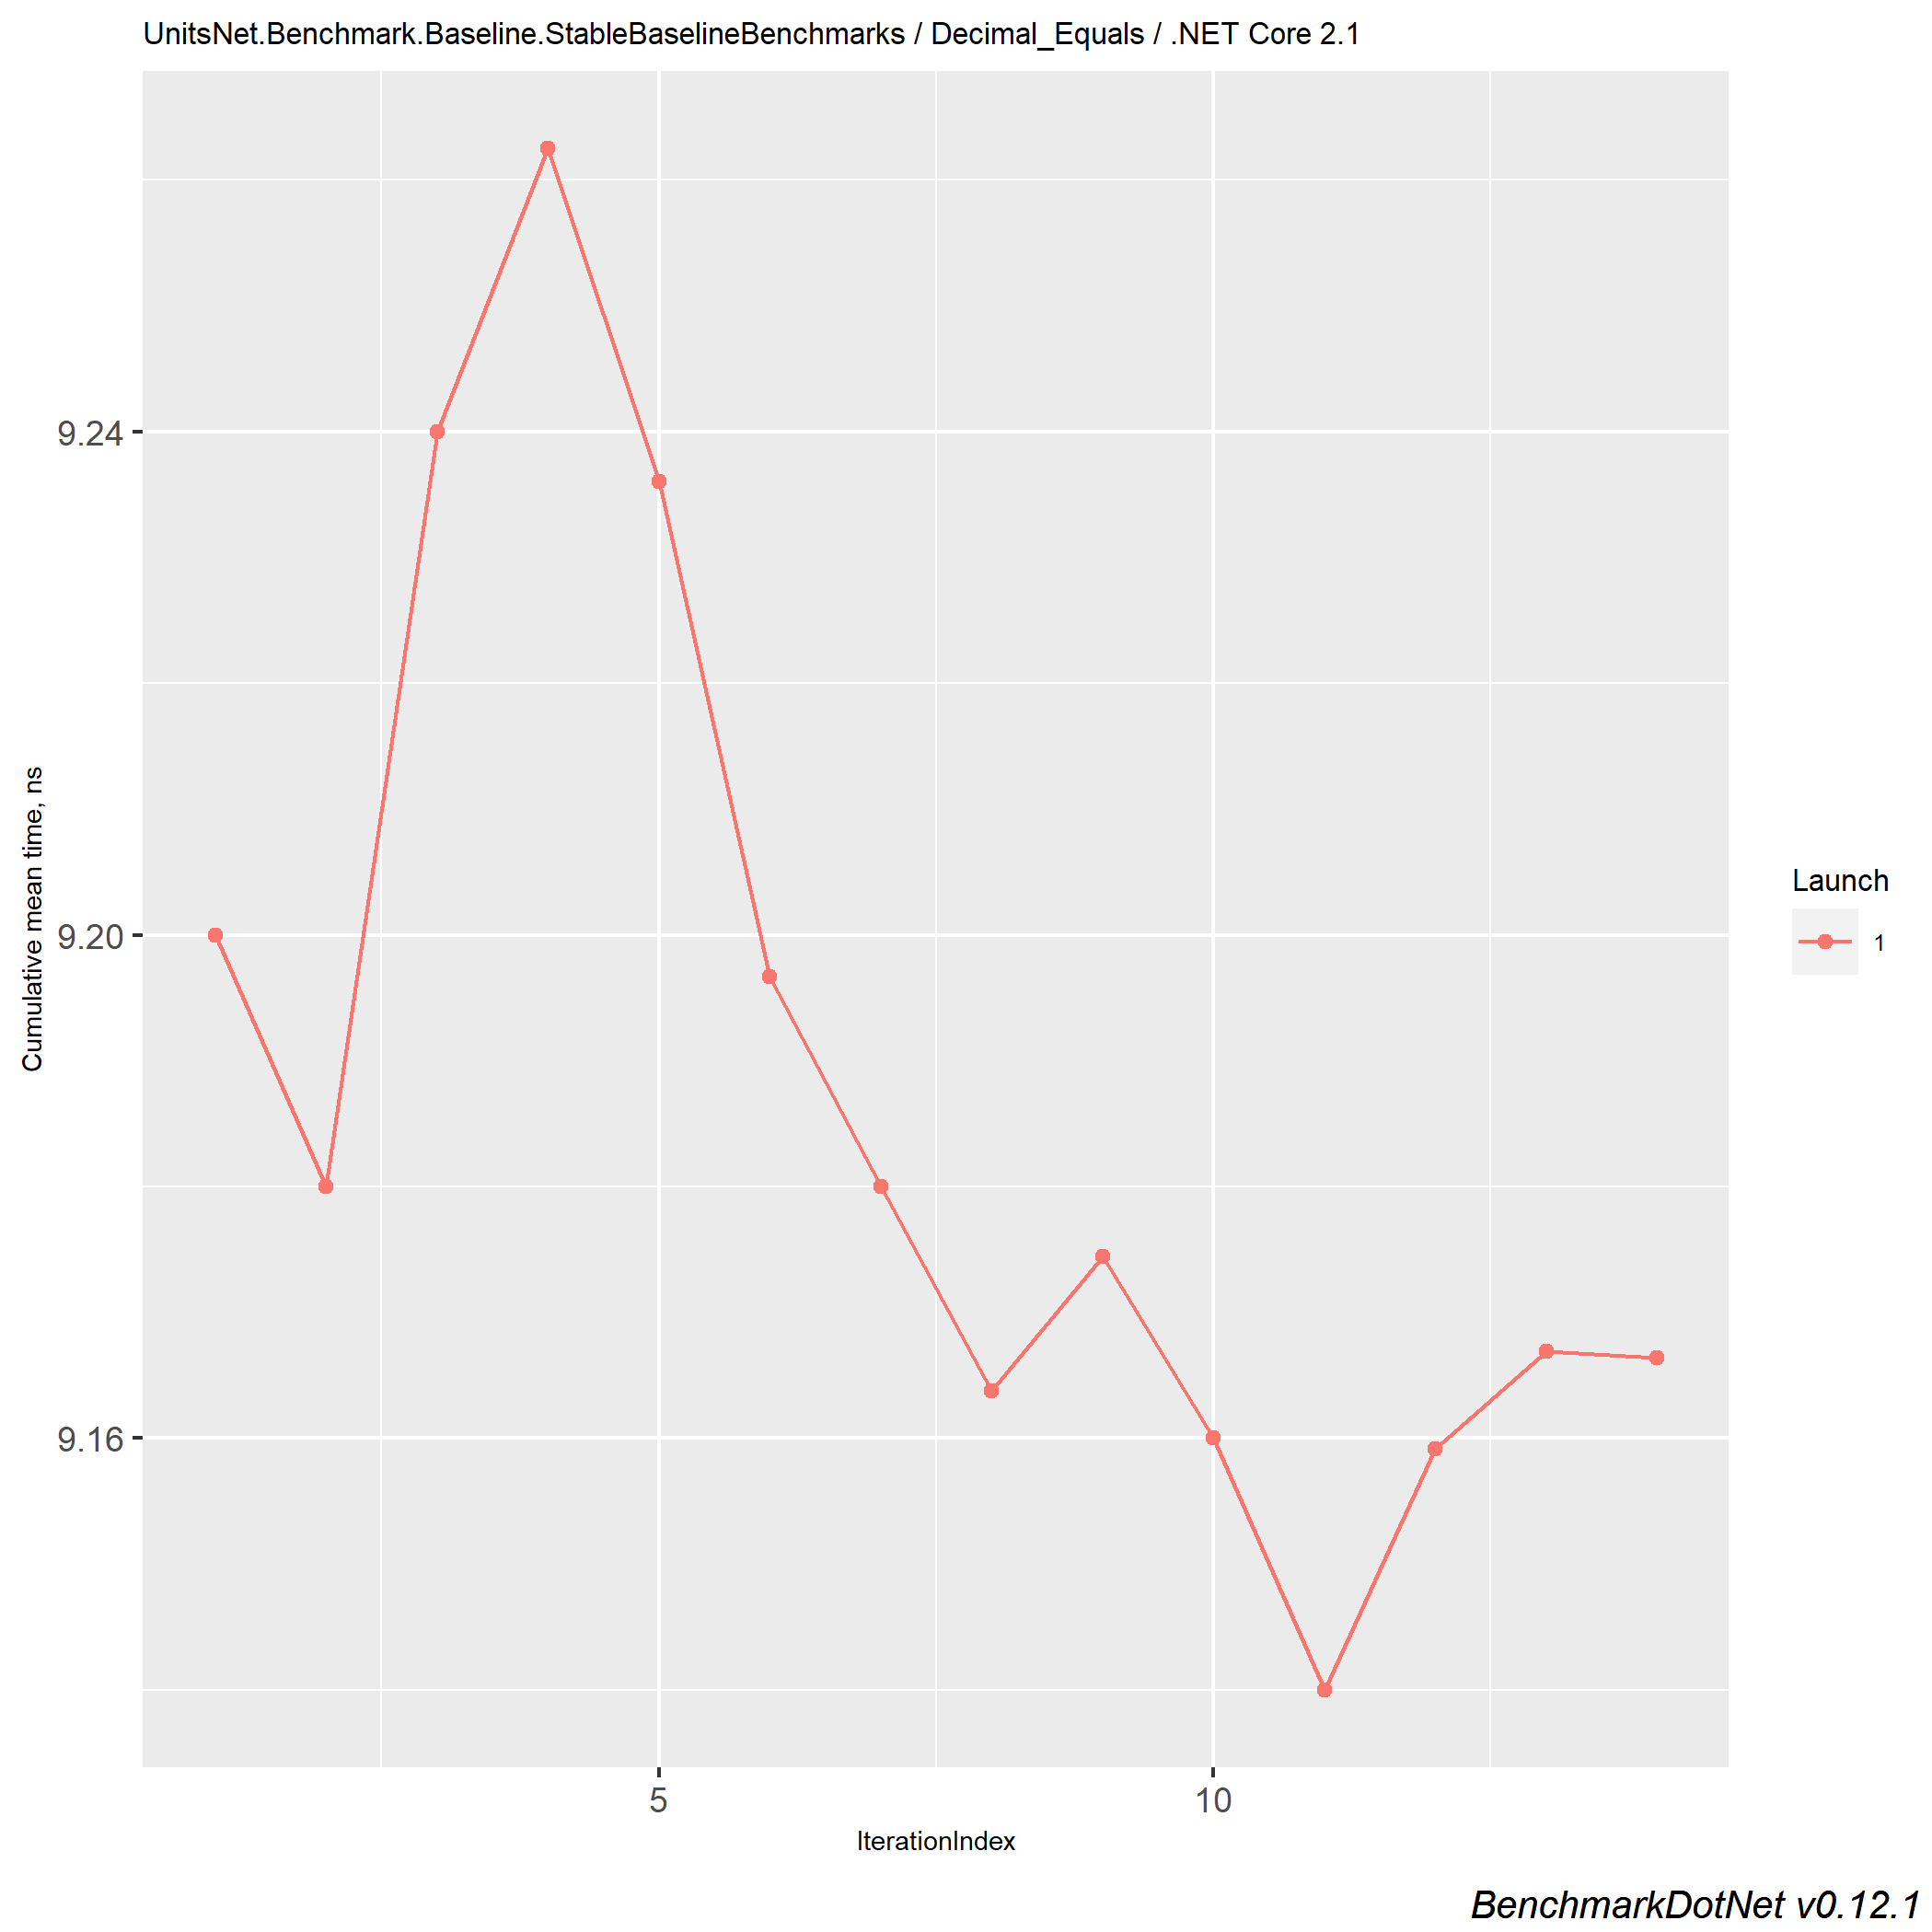 UnitsNet.Benchmark.Baseline.StableBaselineBenchmarks / Decimal_Equals / .NET Core 2.1
Cumulative mean time, ns
9.24
9.20
9.16
5
10
IterationIndex
Launch
1
BenchmarkDotNet v0.12.1